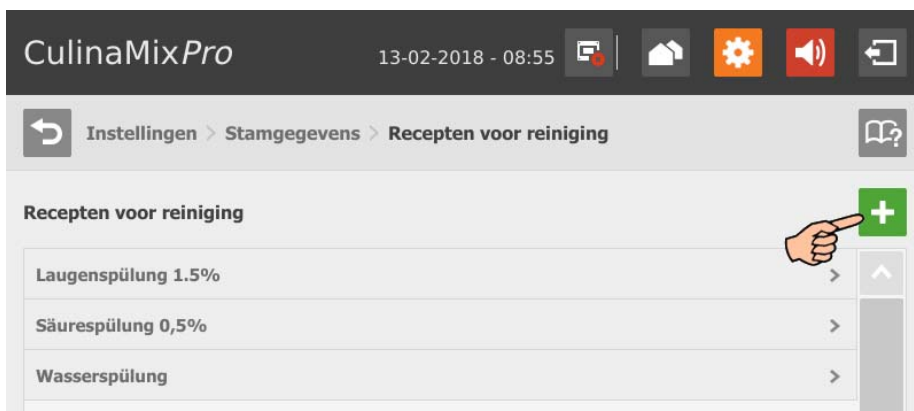 CulinaMixPro 13-02-2018 - 08:55
Instellingen > Stamgegevens > Recepten voor reiniging
Recepten voor reiniging
Laugenspülung 1.5%
Säurespülung 0,5%
Wasserspülung